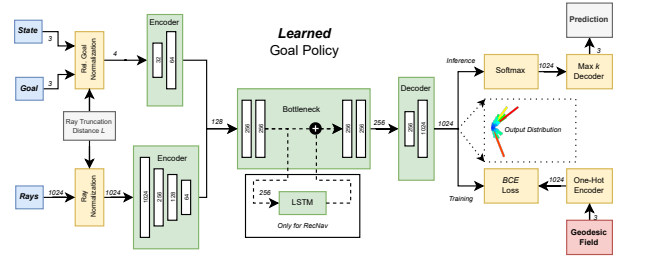 State
3
Goal
3
Rel. Goal
Normalization
4
Encoder
32
64
Ray Truncation
Distance L
Rays
1024
Ray
Normalization
1024
Encoder
1024
256
128
64
128
Learned
Goal Policy
Bottleneck
256
256
256
256
256
LSTM
Only for RecNav
256
Decoder
256
1024
1024
Inference
Softmax
1024
Max k
Decoder
3
Prediction
Output Distribution
Training
BCE
Loss
1024
One-Hot
Encoder
3
Geodesic
Field